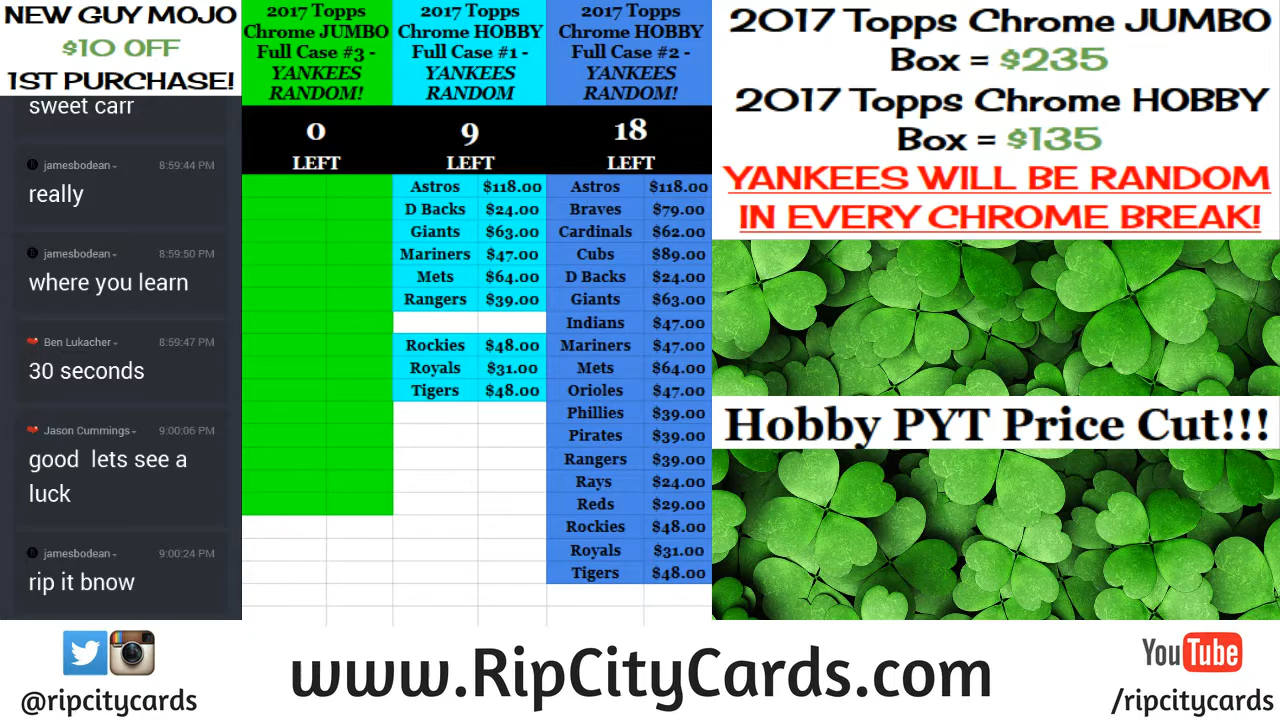 NEW GUY MOJO
$10 OFF
1ST PURCHASE!
sweet carr
jamesbodean 8:59:44 PM
really
jamesbodean 8:59:50 PM
where you learn
Ben Lukacher 8:59:47 PM
30 seconds
Jason Cummings 9:00:06 PM
good lets see a
luck
jamesbodean 9:00:24 PM
rip it bnow
2017 Topps
Chrome JUMBO
Full Case #3 -
YANKEES
RANDOM!
0
LEFT
2017 Topps
Chrome HOBBY
Full Case #1 -
YANKEES
RANDOM
9
LEFT
Astros $118.00
D Backs $24.00
Giants $63.00
Mariners $47.00
Mets $64.00
Rangers $39.00
Rockies $48.00
Royals $31.00
Tigers $48.00
2017 Topps
Chrome HOBBY
Full Case #2 -
YANKEES
RANDOM!
18
LEFT
Astros $118.00
Braves $79.00
Cardinals $62.00
Cubs $89.00
D Backs $24.00
Giants $63.00
Indians $47.00
Mariners $47.00
Mets $64.00
Orioles $47.00
Phillies $39.00
Pirates $39.00
Rangers $39.00
Rays $24.00
Reds $29.00
Rockies $48.00
Royals $31.00
Tigers $48.00
2017 Topps Chrome JUMBO
Box = $235
2017 Topps Chrome HOBBY
Box = $135
YANKEES WILL BE RANDOM
IN EVERY CHROME BREAK!
Hobby PYT Price Cut!!!
@ripcitycards
www.RipCityCards.com
YouTube
/ripcitycards